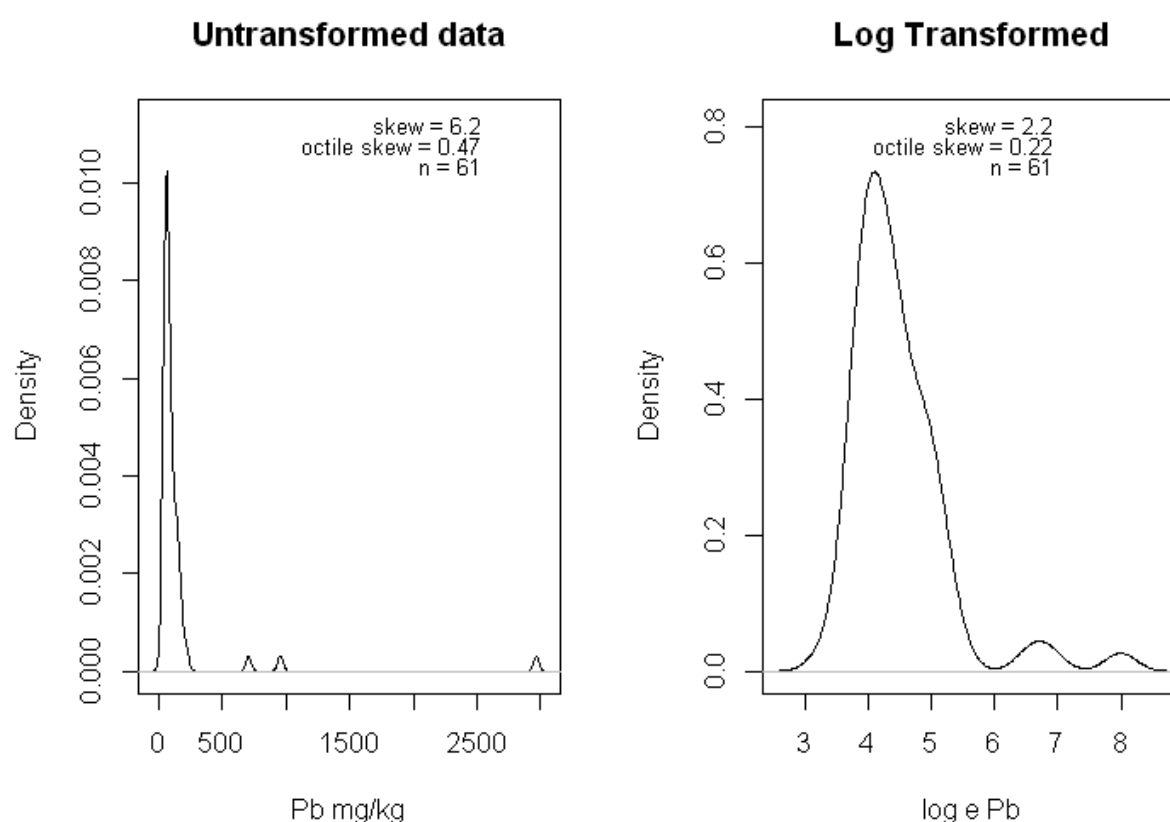 Untransformed data
skew = 6.2
octile skew = 0.47
n = 61
Density
0.010
0.008
0.006
0.004
0.002
0.000
0 500 1500 2500
Pb mg/kg
Log Transformed
skew = 2.2
octile skew = 0.22
n = 61
Density
0.8
0.6
0.4
0.2
0.0
3 4 5 6 7 8
log e Pb